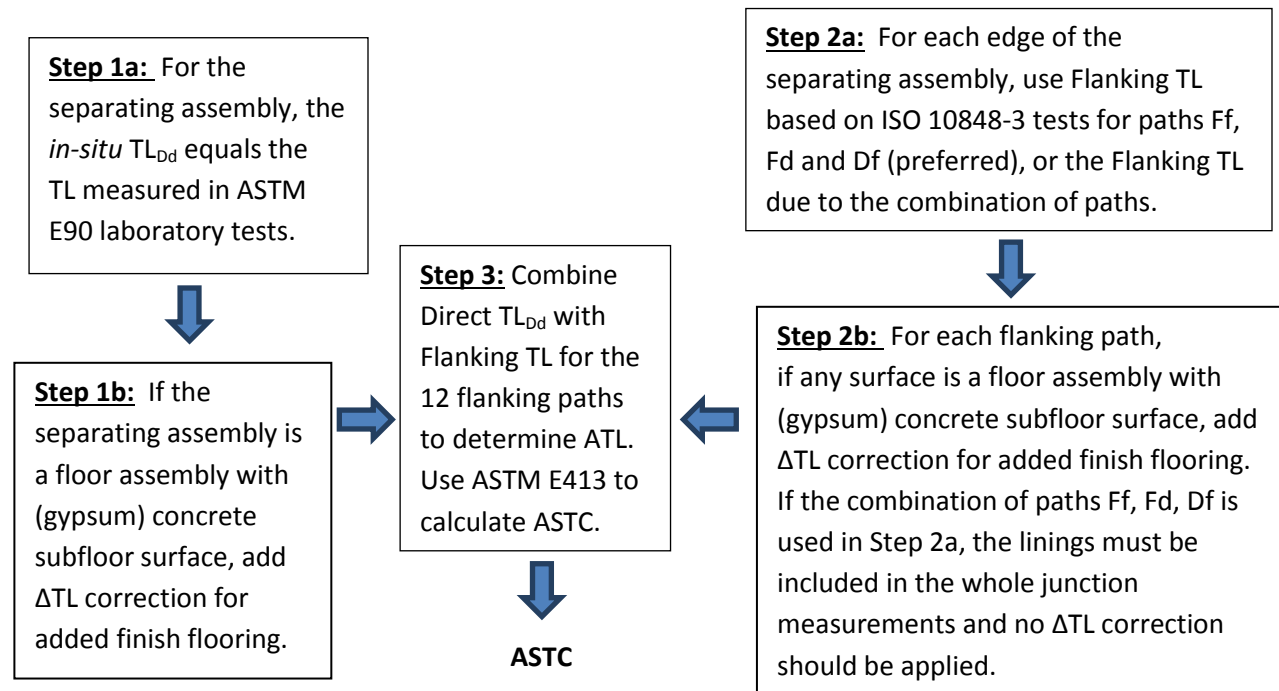 Step 1a: For the
separating assembly, the
in-situ TLDd equals the
TL measured in ASTM
E90 laboratory tests.
Step 1b: If the
separating assembly is
a floor assembly with
(gypsum) concrete
subfloor surface, add
ΔTL correction for
added finish flooring.
Step 2a: For each edge of the
separating assembly, use Flanking TL
based on ISO 10848-3 tests for paths Ff,
Fd and Df (preferred), or the Flanking TL
due to the combination of paths.
Step 2b: For each flanking path,
if any surface is a floor assembly with
(gypsum) concrete subfloor surface, add
ΔTL correction for added finish flooring.
If the combination of paths Ff, Fd, Df is
used in Step 2a, the linings must be
included in the whole junction
measurements and no ΔTL correction
should be applied.
Step 3: Combine
Direct TLDd with
Flanking TL for the
12 flanking paths
to determine ATL.
Use ASTM E413 to
calculate ASTC.
ASTC